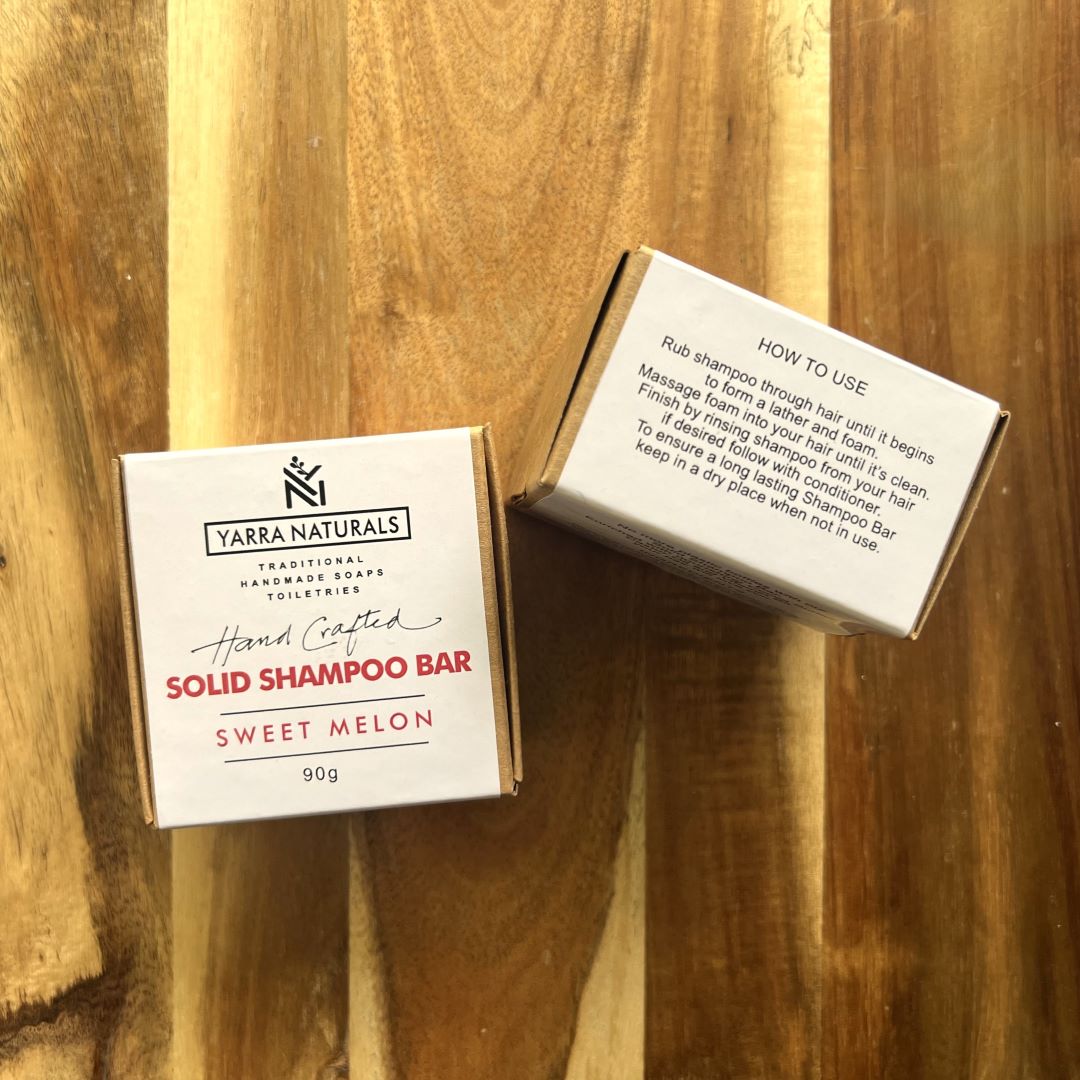 YARRA NATURALS
TRADITIONAL
HANDMADE SOAPS
TOILETRIES
Hand Crafted
SOLID SHAMPOO BAR
SWEET MELON
90g
HOW TO USE
Rub shampoo through hair until it begins
to form a lather and foam.
Massage foam into your hair until it's clean.
Finish by rinsing shampoo from your hair
if desired follow with conditioner.
To ensure a long lasting Shampoo Bar
keep in a dry place when not in use.